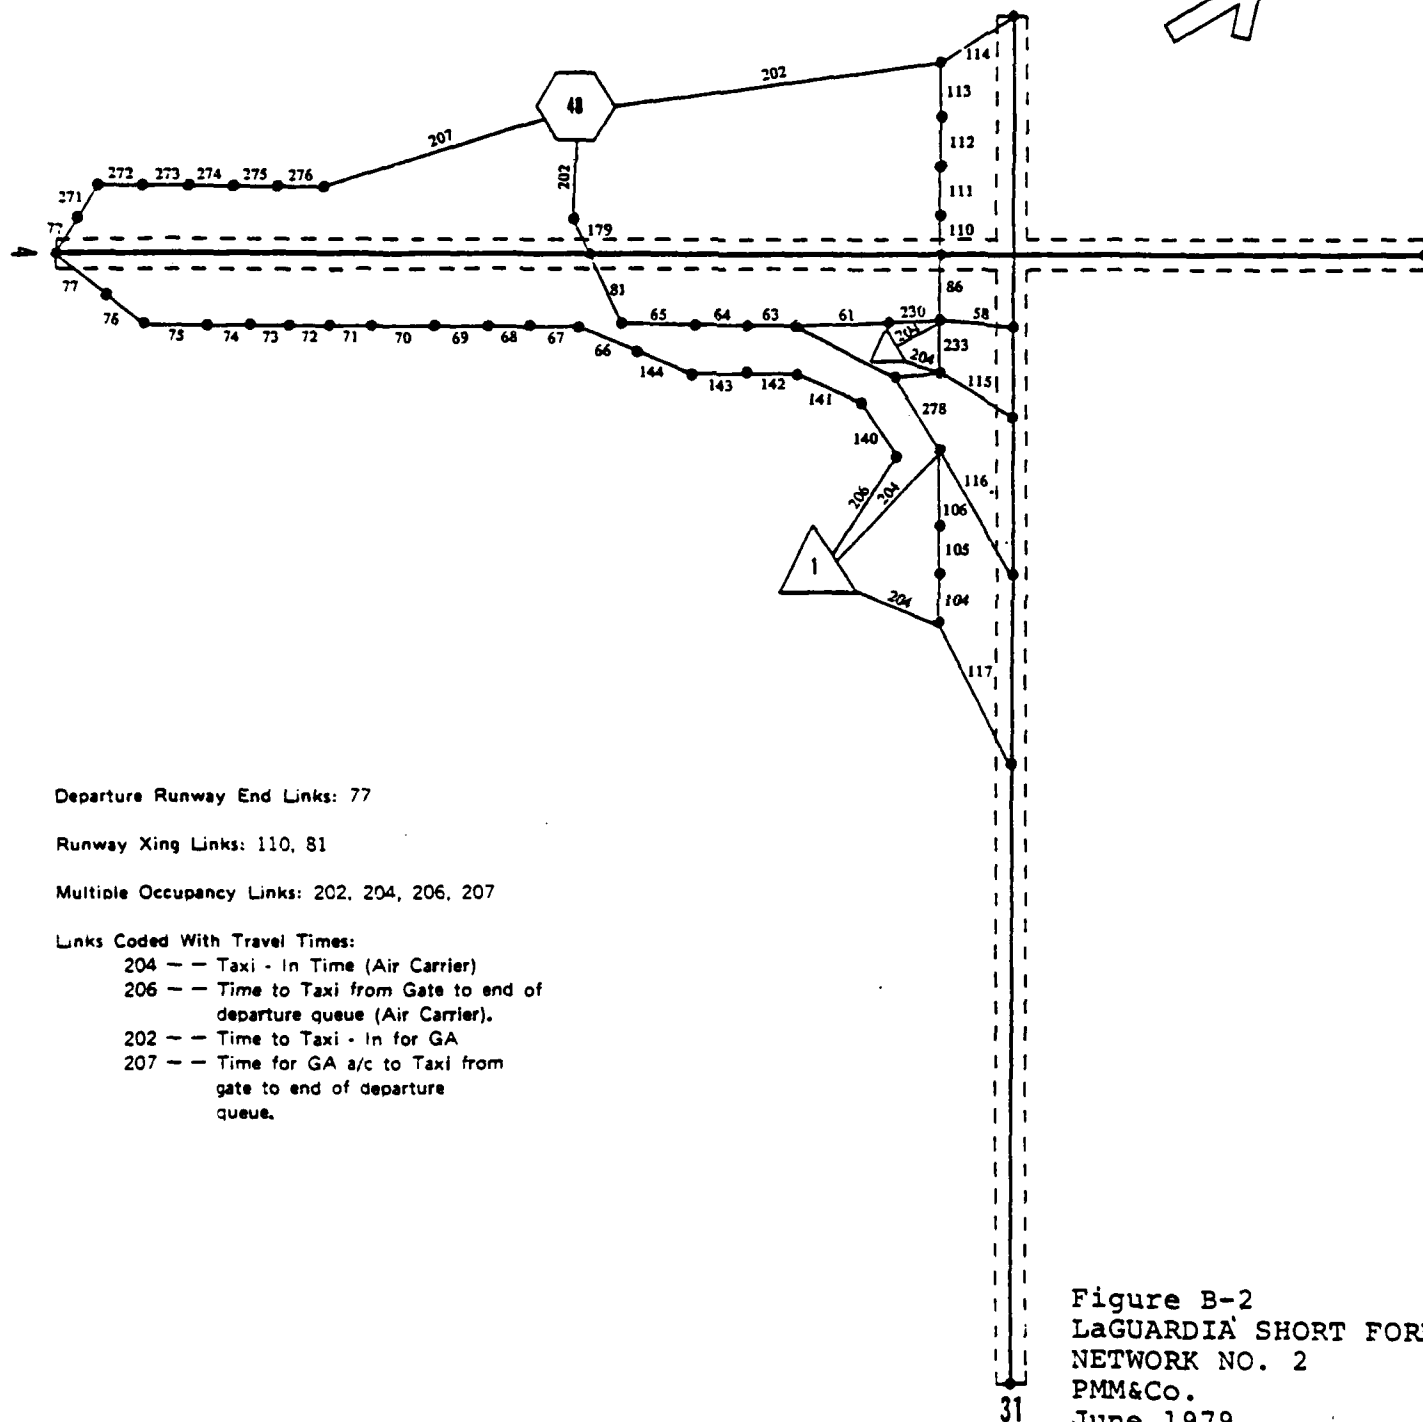 114
202
113
48
207
112
202
272 273 274 275 276
111
271
77
179
110
77
86
81
76
65 64 63 61 230 58
204
75 74 73 72 71 70 69 68 67
233
204
66
115
144 143 142 141
278
140
116
206
204
106
105
1
204
104
117
Departure Runway End Links: 77
Runway Xing Links: 110, 81
Multiple Occupancy Links: 202, 204, 206, 207
Links Coded With Travel Times:
204 -- Taxi - In Time (Air Carrier)
206 -- Time to Taxi from Gate to end of
departure queue (Air Carrier).
202 -- Time to Taxi - In for GA
207 -- Time for GA a/c to Taxi from
gate to end of departure
queue.
Figure B-2
LaGUARDIA SHORT
NETWORK NO. 2
PMM&Co.
June 1979
31